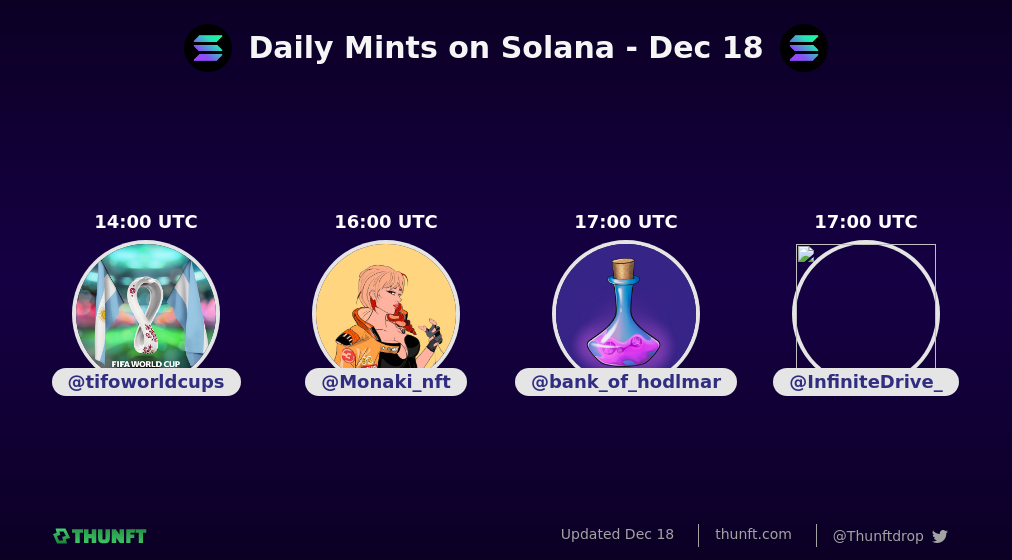 Daily Mints on Solana - Dec 18
14:00 UTC
16:00 UTC
17:00 UTC
17:00 UTC
FIFA WORLD CUP
@tifoworldcups
@Monaki_nft
@bank_of_hodlmar
@InfiniteDrive_
THUNFT
Updated Dec 18
thunft.com
@Thunftdrop